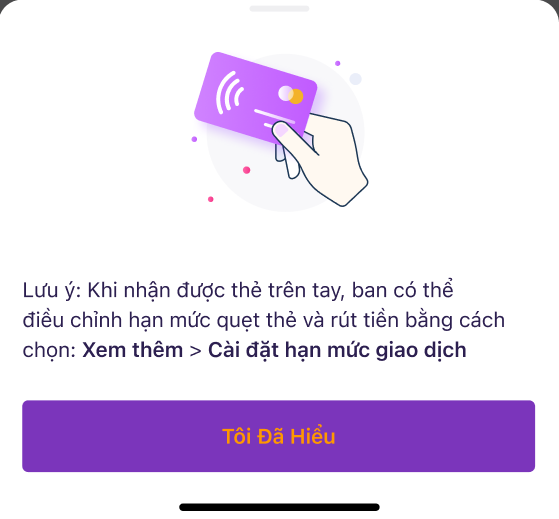 Lưu ý: Khi nhận được thẻ trên tay, ban có thể
điều chỉnh hạn mức quẹt thẻ và rút tiền bằng cách
chọn: Xem thêm > Cài đặt hạn mức giao dịch
Tôi Đã Hiểu